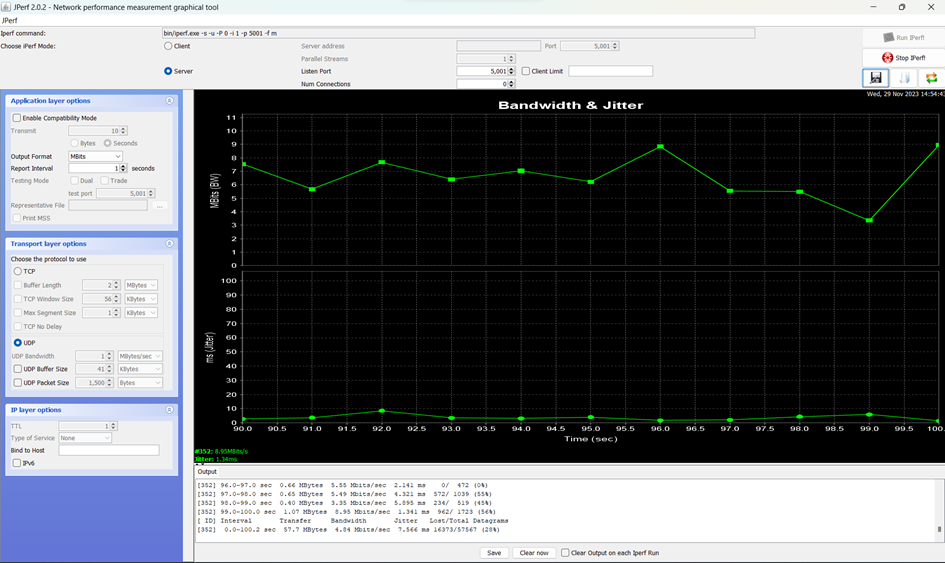 JPerf 2.0.2 - Network performance measurement graphical tool
JPerf
Iperf command: bin/iperf.exe -s -u -P 0 -i 1 -p 5001 -f m
Choose iPerf Mode: Client Server address Port 5,001
Parallel Streams 1
Server Listen Port 5,001 Client Limit
Num Connections 0
Run IPerf!
Stop IPerf!
Application layer options
Enable Compatibility Mode
Transmit 10
Bytes Seconds
Output Format MBits
Report Interval 1 seconds
Testing Mode Dual Trade
test port 5,001
Representative File ...
Print MSS
Transport layer options
Choose the protocol to use
TCP
Buffer Length 2 MBytes
TCP Window Size 56 KBytes
Max Segment Size 1 KBytes
TCP No Delay
UDP
UDP Bandwidth 1 MBytes/sec
UDP Buffer Size 41 KBytes
UDP Packet Size 1,500 Bytes
IP layer options
TTL 1
Type of Service None
Bind to Host
IPv6
Wed, 29 Nov 2023 14:54:4
Bandwidth & Jitter
MBits (BW)
11
10
9
8
7
6
5
4
3
2
1
0
ms (Jitter)
100
90
80
70
60
50
40
30
20
10
0
90.0 90.5 91.0 91.5 92.0 92.5 93.0 93.5 94.0 94.5 95.0 95.5 96.0 96.5 97.0 97.5 98.0 98.5 99.0 99.5 100.
Time (sec)
#352: 8.95MBits/s
Jitter: 1.34ms
Output
[352] 96.0-97.0 sec 0.66 MBytes 5.55 Mbits/sec 2.141 ms 0/ 472 (0%)
[352] 97.0-98.0 sec 0.65 MBytes 5.49 Mbits/sec 4.321 ms 572/ 1039 (55%)
[352] 98.0-99.0 sec 0.40 MBytes 3.35 Mbits/sec 5.895 ms 234/ 519 (45%)
[352] 99.0-100.0 sec 1.07 MBytes 8.95 Mbits/sec 1.341 ms 962/ 1723 (56%)
[ ID] Interval Transfer Bandwidth Jitter Lost/Total Datagrams
[352] 0.0-100.2 sec 57.7 MBytes 4.84 Mbits/sec 7.566 ms 16373/57567 (28%)
Save Clear now Clear Output on each Iperf Run